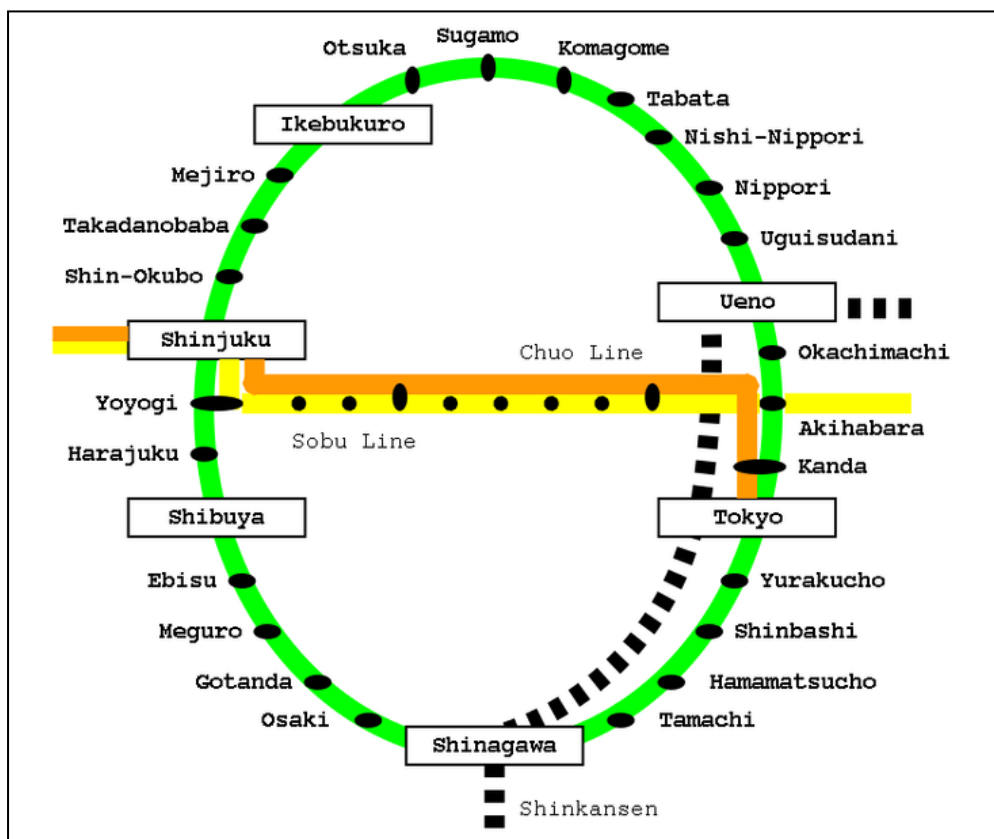 Sugamo
Otsuka
Komagome
Tabata
Ikebukuro
Nishi-Nippori
Mejiro
Nippori
Takadanobaba
Uguisudani
Shin-Okubo
Ueno
Shinjuku
Chuo Line
Okachimachi
Yoyogi
Akihabara
Sobu Line
Harajuku
Kanda
Shibuya
Tokyo
Ebisu
Yurakucho
Meguro
Shinbashi
Gotanda
Hamamatsucho
Osaki
Tamachi
Shinagawa
Shinkansen